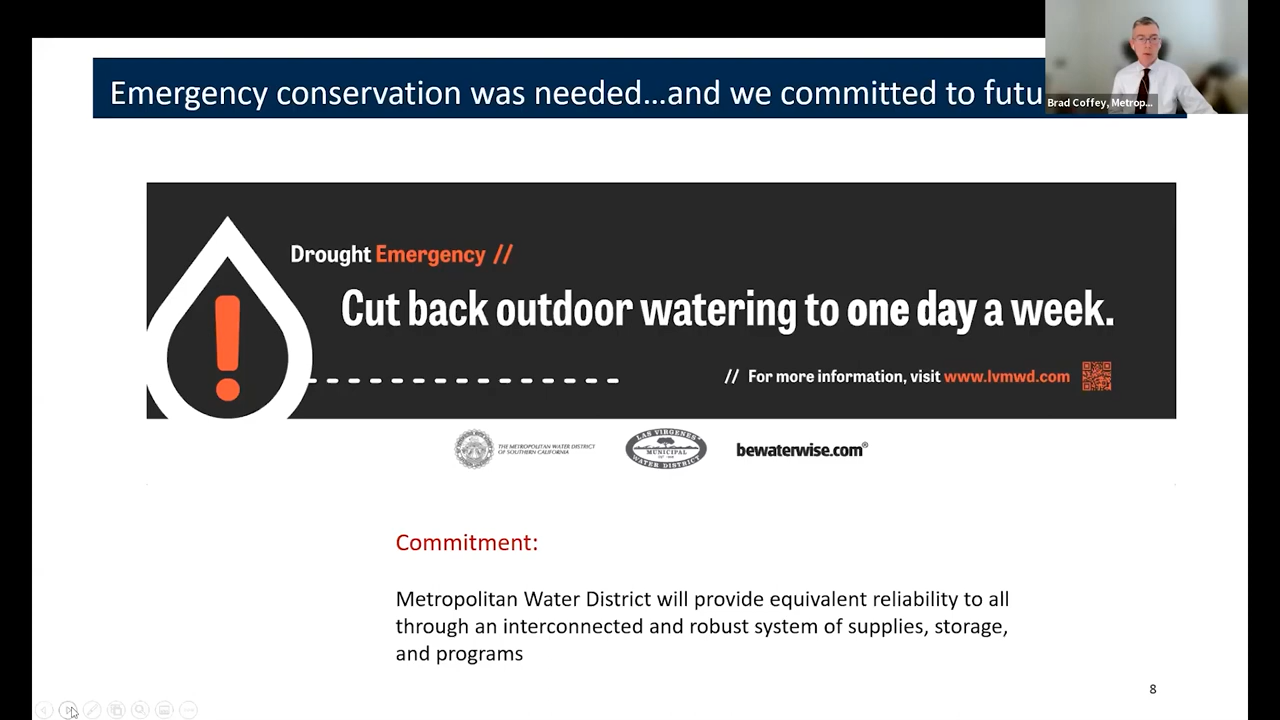 Emergency conservation was needed...and we committed to futu
Brad Coffey, Metrop...
Drought Emergency //
Cut back outdoor watering to one day a week.
// For more information, visit www.lvmwd.com
THE METROPOLITAN WATER DISTRICT
OF SOUTHERN CALIFORNIA
LAS VIRGENES
MUNICIPAL
WATER DISTRICT
bewaterwise.com®
Commitment:
Metropolitan Water District will provide equivalent reliability to all
through an interconnected and robust system of supplies, storage,
and programs
8